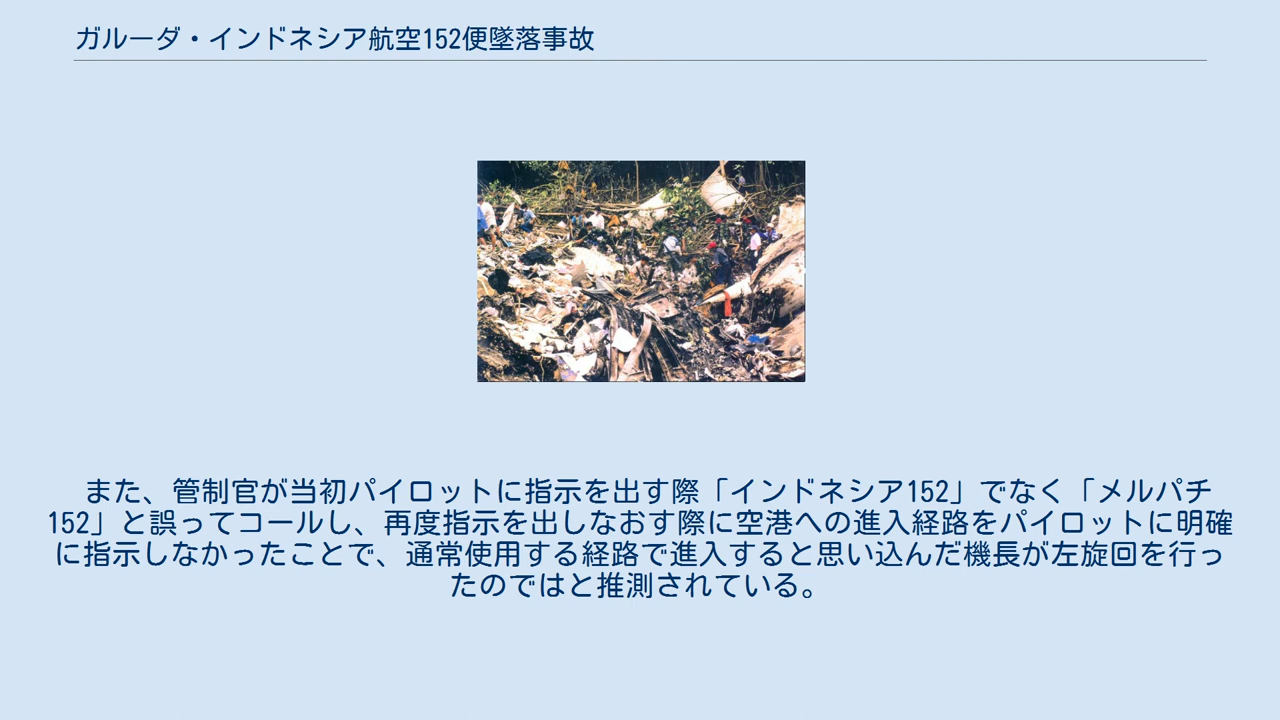 ガルーダ・インドネシア航空152便墜落事故
また、管制官が当初パイロットに指示を出す際「インドネシア152」でなく「メルパチ
152」と誤ってコールし、再度指示を出しなおす際に空港への進入経路をパイロットに明確
に指示しなかったことで、通常使用する経路で進入すると思い込んだ機長が左旋回を行っ
たのではと推測されている。